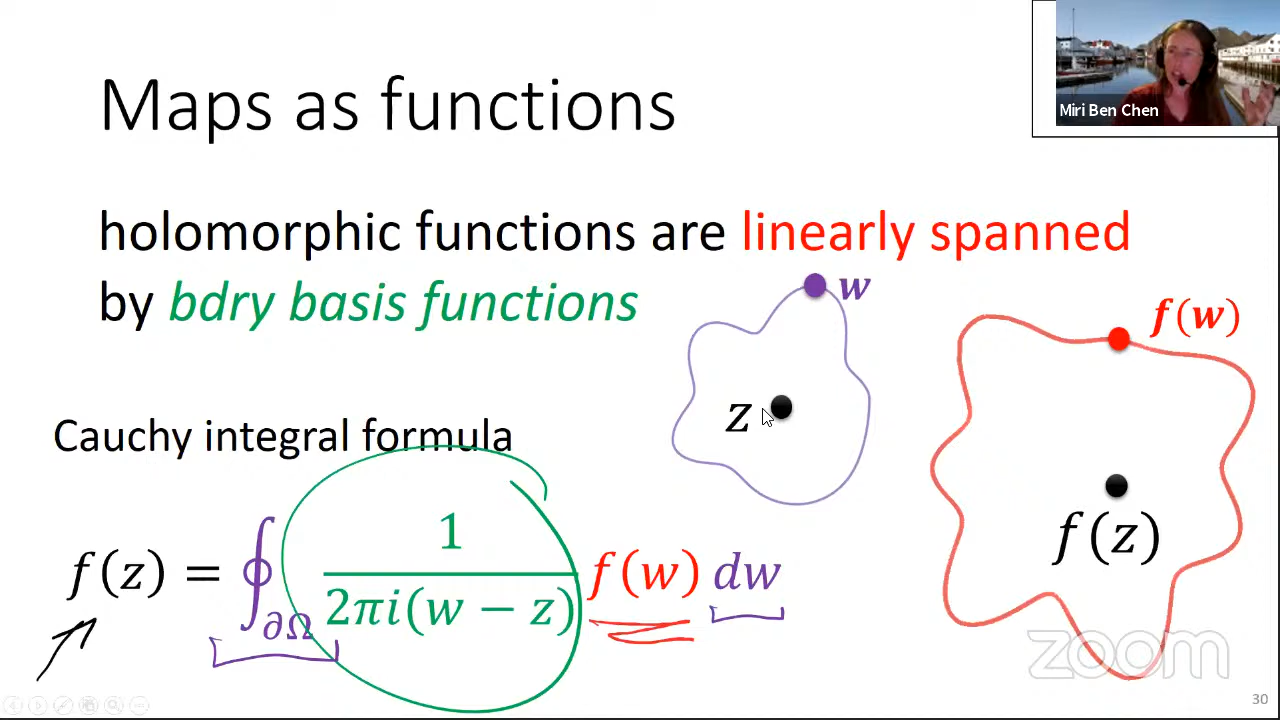 Miri Ben Chen
Maps as functions
holomorphic functions are linearly spanned
by bdry basis functions
w
f(w)
z
Cauchy integral formula
f(z) = ∮_{∂Ω} \frac{1}{2πi(w − z)} f(w) dw
f(z)
zoom
30